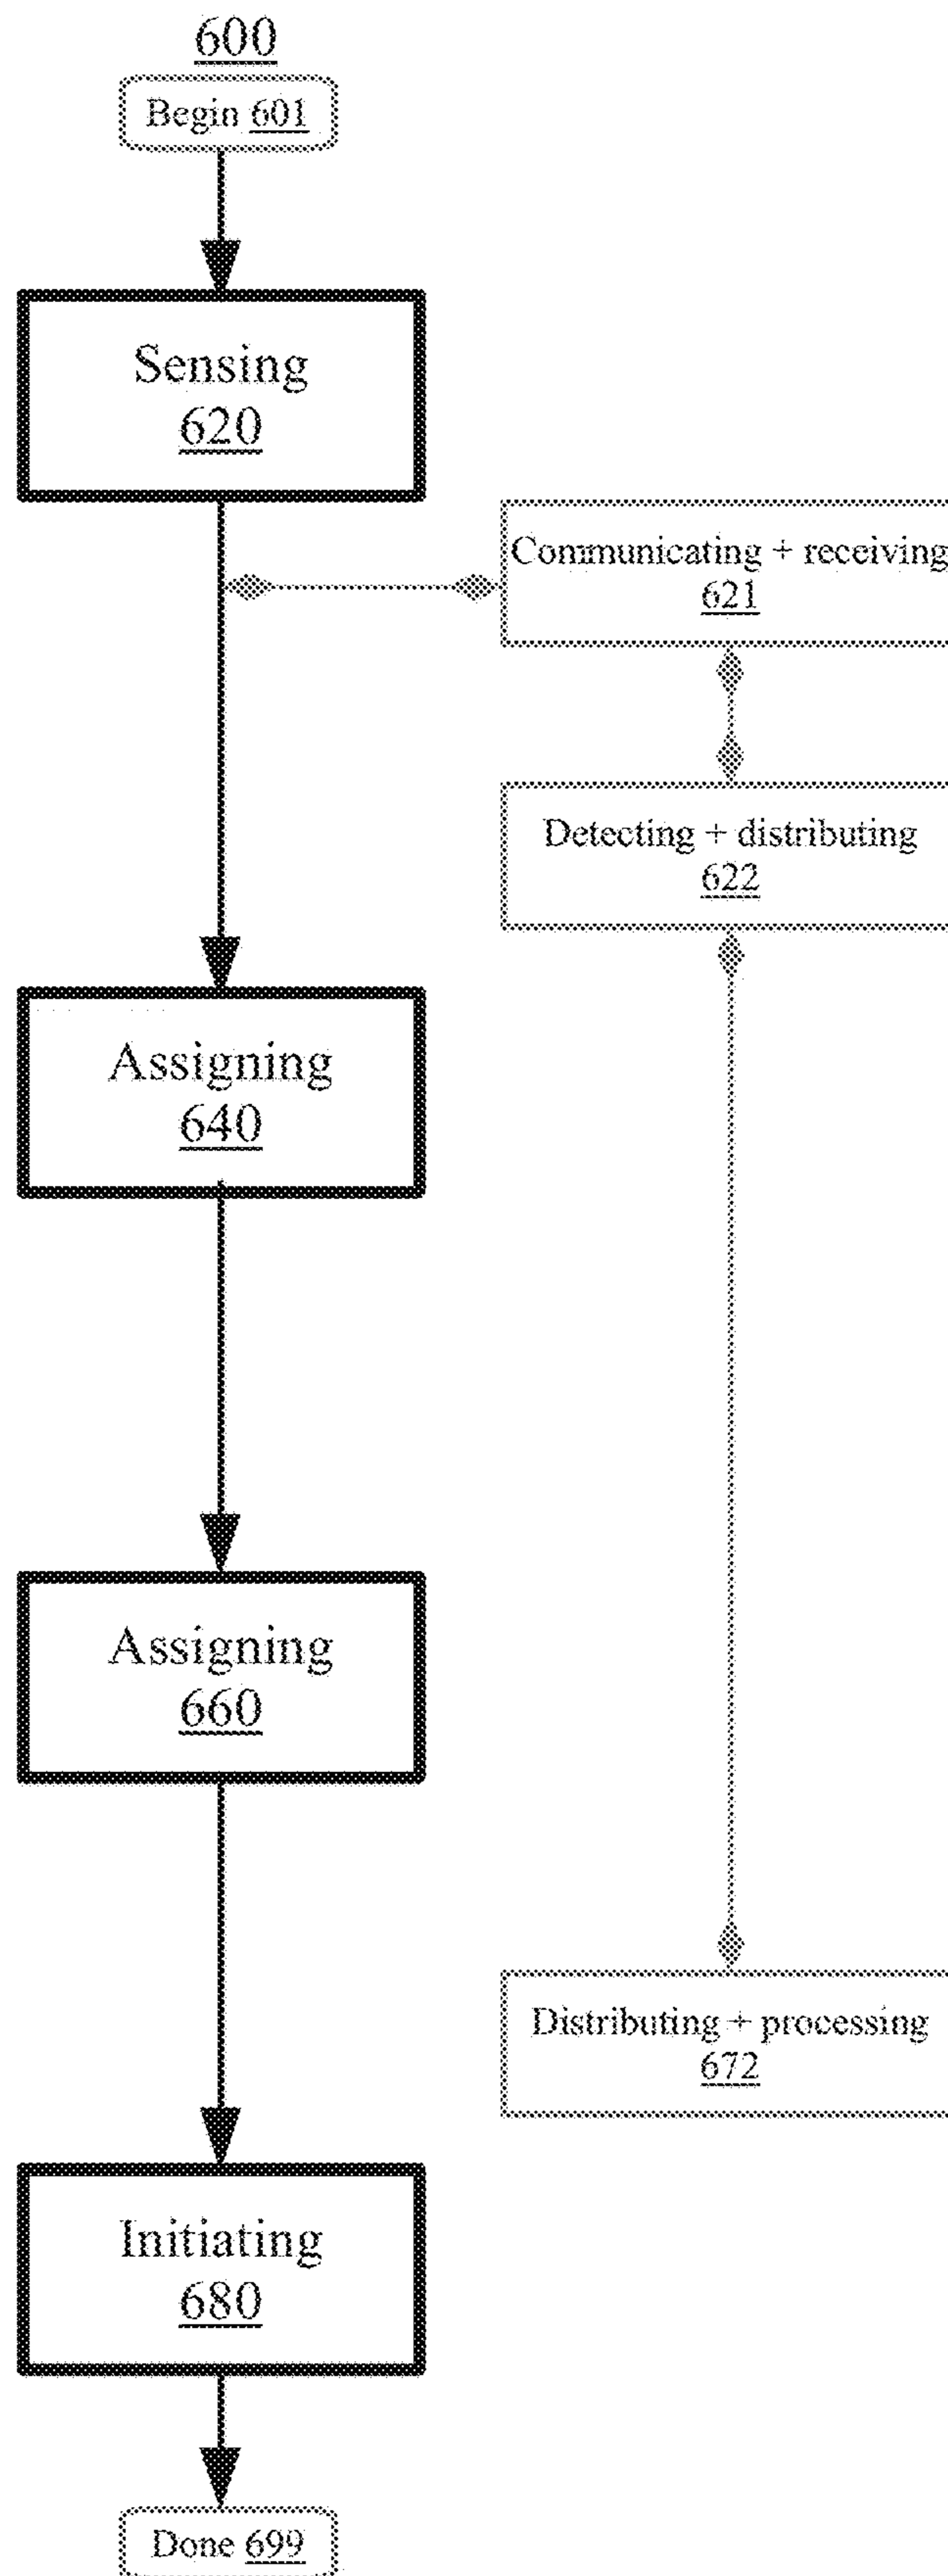 600
Begin 601
Sensing
620
Communicating + receiving
621
Detecting + distributing
622
Assigning
640
Assigning
660
Distributing + processing
672
Initiating
680
Done 699